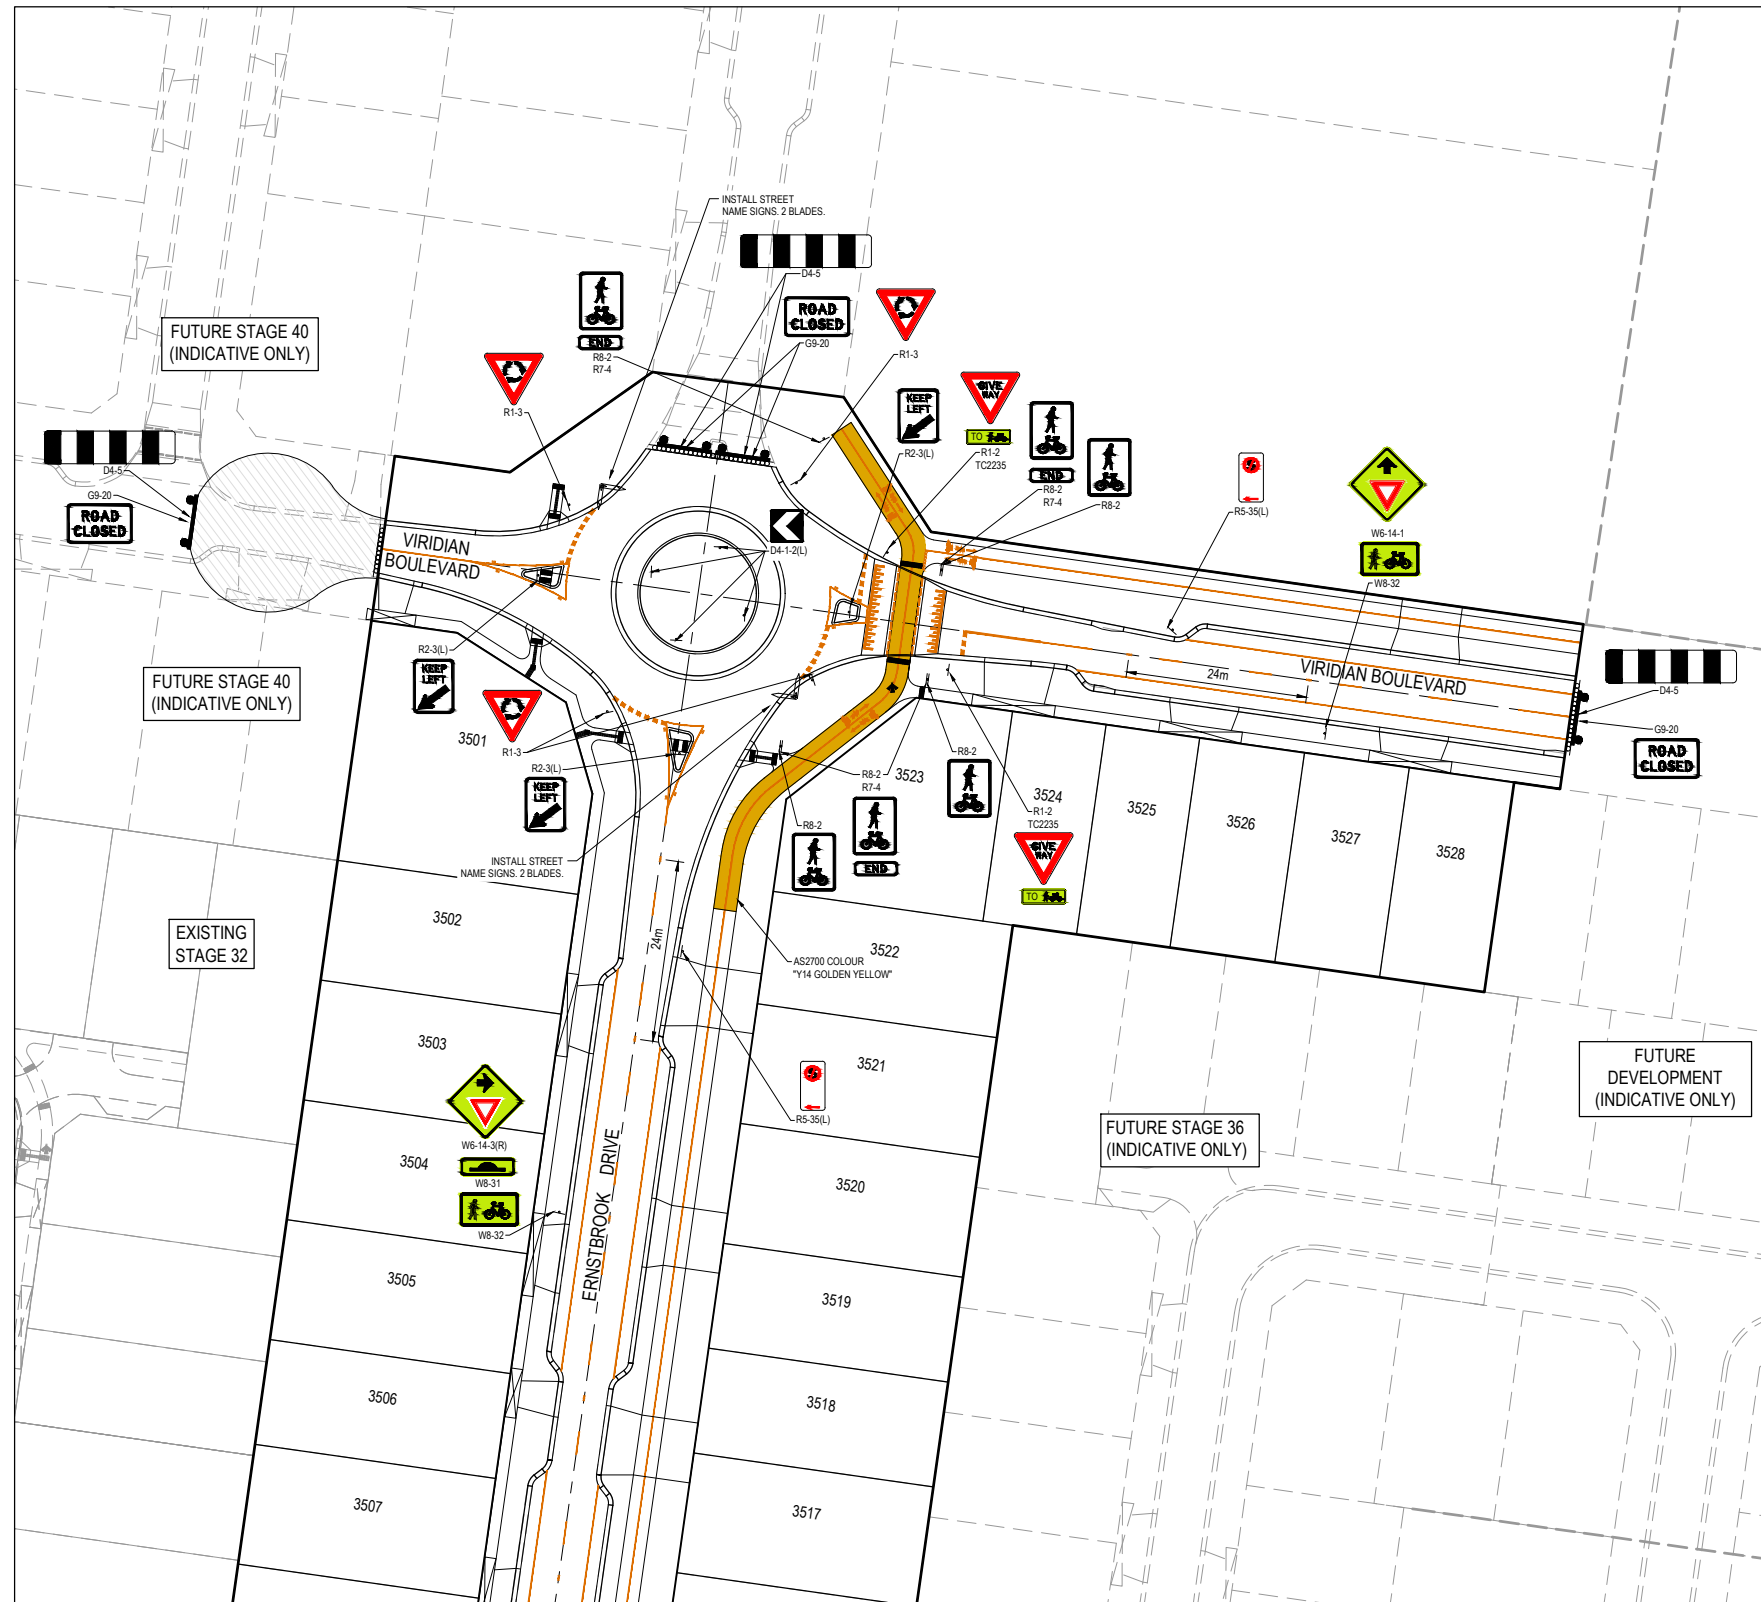 INSTALL STREET
NAME SIGNS. 2 BLADES.
D4-5
ROAD
CLOSED
G9-20
END
R8-2
R7-4
R1-3
FUTURE STAGE 40
(INDICATIVE ONLY)
R1-3
KEEP
LEFT
R2-3(L)
GIVE
WAY
TO
R1-2
TC2235
END
R8-2
R7-4
R8-2
R5-35(L)
W6-14-1
W8-32
D4-5
G9-20
ROAD
CLOSED
VIRIDIAN
BOULEVARD
D4-1-2(L)
R2-3(L)
KEEP
LEFT
FUTURE STAGE 40
(INDICATIVE ONLY)
3501
R1-3
R2-3(L)
KEEP
LEFT
VIRIDIAN BOULEVARD
24m
D4-5
G9-20
ROAD
CLOSED
R8-2
R8-2
R7-4
3523
END
R8-2
3524
R1-2
TC2235
GIVE
WAY
TO
3525
3526
3527
3528
INSTALL STREET
NAME SIGNS. 2 BLADES.
EXISTING
STAGE 32
3502
24m
AS2700 COLOUR
"Y14 GOLDEN YELLOW"
3522
3503
3521
R5-35(L)
FUTURE
DEVELOPMENT
(INDICATIVE ONLY)
FUTURE STAGE 36
(INDICATIVE ONLY)
W6-14-3(R)
W8-31
W8-32
3504
ERNSTBROOK DRIVE
3520
3505
3519
3506
3518
3507
3517